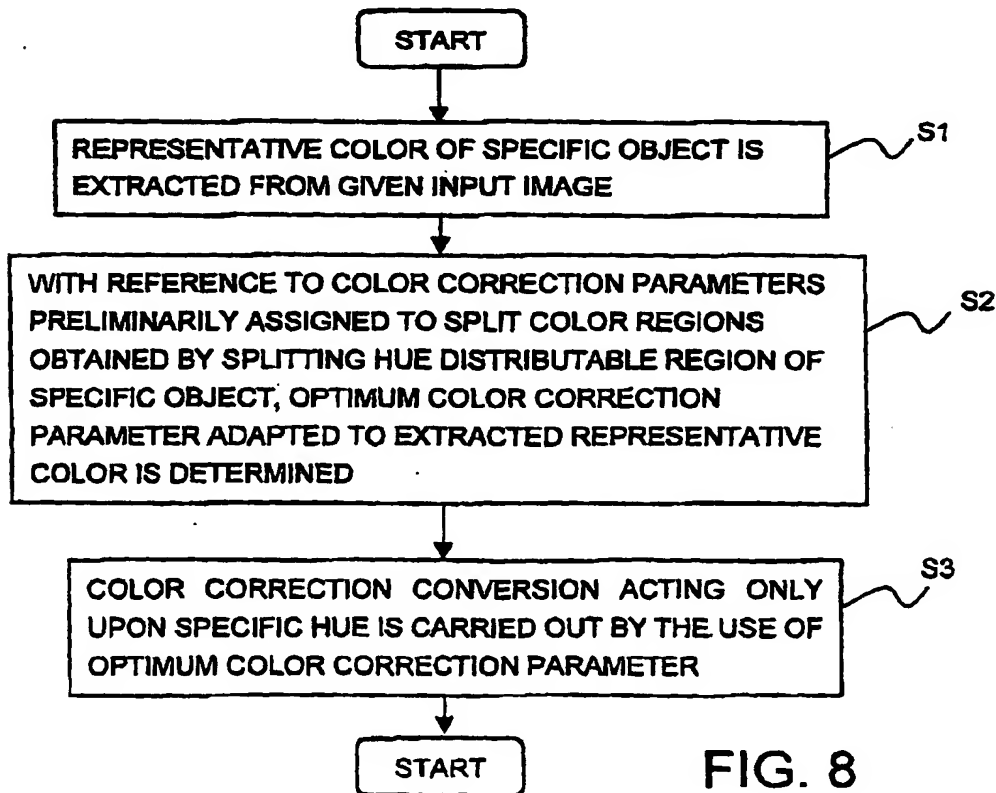 START
REPRESENTATIVE COLOR OF SPECIFIC OBJECT IS
EXTRACTED FROM GIVEN INPUT IMAGE
S1
WITH REFERENCE TO COLOR CORRECTION PARAMETERS
PRELIMINARILY ASSIGNED TO SPLIT COLOR REGIONS
OBTAINED BY SPLITTING HUE DISTRIBUTABLE REGION OF
SPECIFIC OBJECT, OPTIMUM COLOR CORRECTION
PARAMETER ADAPTED TO EXTRACTED REPRESENTATIVE
COLOR IS DETERMINED
S2
COLOR CORRECTION CONVERSION ACTING ONLY
UPON SPECIFIC HUE IS CARRIED OUT BY THE USE OF
OPTIMUM COLOR CORRECTION PARAMETER
S3
START
FIG. 8